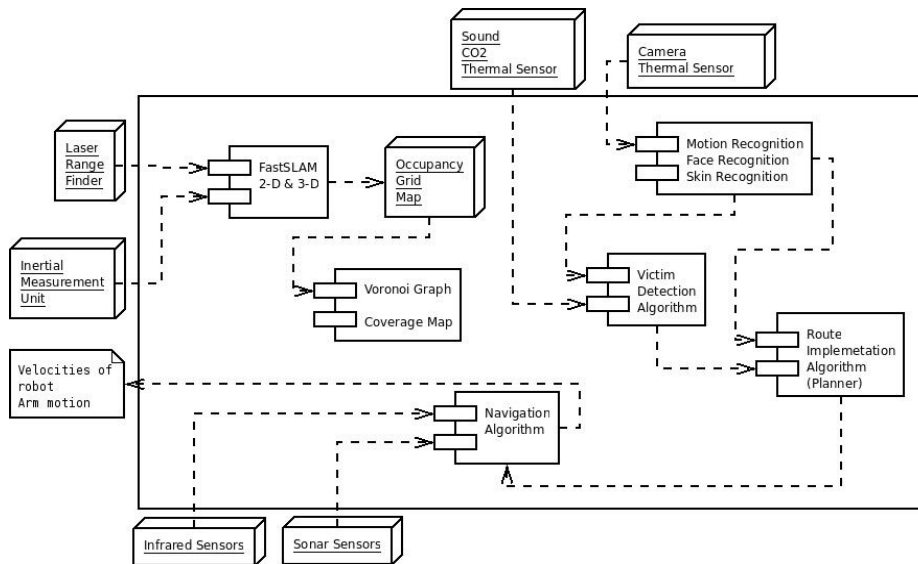 Sound
CO2
Thermal Sensor
Camera
Thermal Sensor
Laser
Range
Finder
FastSLAM
2-D & 3-D
Occupancy
Grid
Map
Motion Recognition
Face Recognition
Skin Recognition
Inertial
Measurement
Unit
Voronoi Graph
Coverage Map
Victim
Detection
Algorithm
Route
Implemetation
Algorithm
(Planner)
Velocities of
robot
Arm motion
Navigation
Algorithm
Infrared Sensors
Sonar Sensors